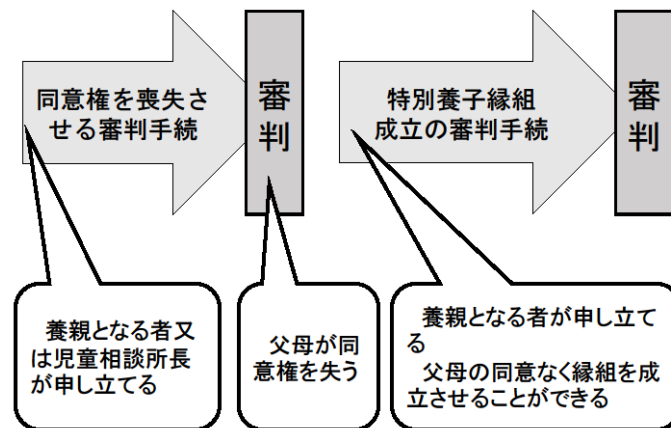 同意権を喪失さ
せる審判手続
審判
特別養子縁組
成立の審判手続
審判
養親となる者又
は児童相談所長
が申し立てる
父母が同
意権を失う
養親となる者が申し立て
る
父母の同意なく縁組を成
立させることができる